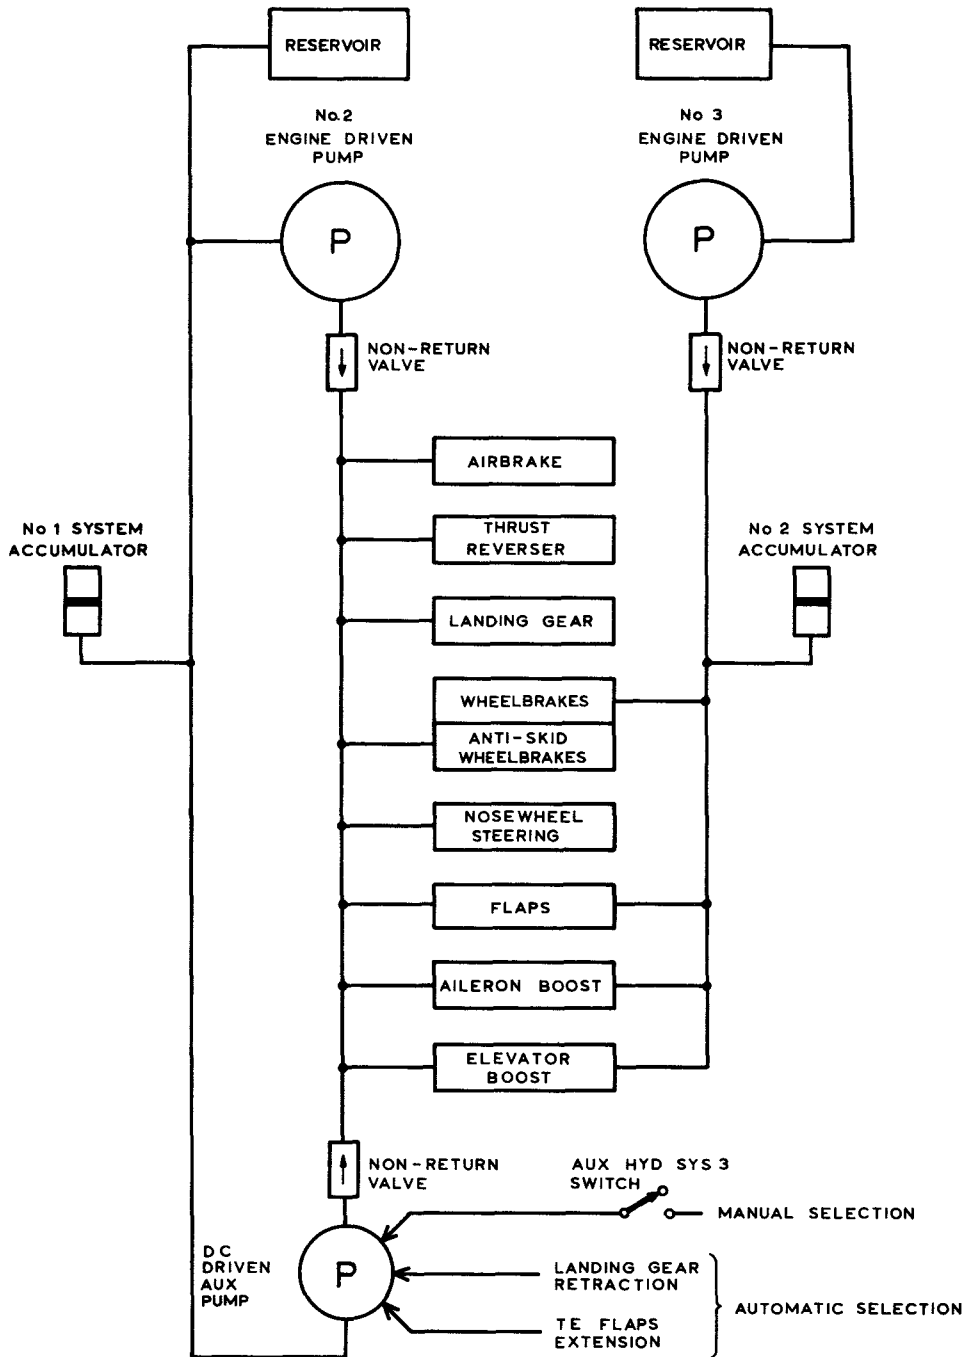 RESERVOIR
RESERVOIR
No.2
ENGINE DRIVEN
PUMP
No 3
ENGINE DRIVEN
PUMP
P
P
NON-RETURN
VALVE
NON-RETURN
VALVE
AIRBRAKE
No 1 SYSTEM
ACCUMULATOR
THRUST
REVERSER
No 2 SYSTEM
ACCUMULATOR
LANDING GEAR
WHEELBRAKES
ANTI-SKID
WHEELBRAKES
NOSEWHEEL
STEERING
FLAPS
AILERON BOOST
ELEVATOR
BOOST
NON-RETURN
VALVE
AUX HYD SYS 3
SWITCH
MANUAL SELECTION
DC
DRIVEN
AUX
PUMP
P
LANDING GEAR
RETRACTION
TE FLAPS
EXTENSION
AUTOMATIC SELECTION